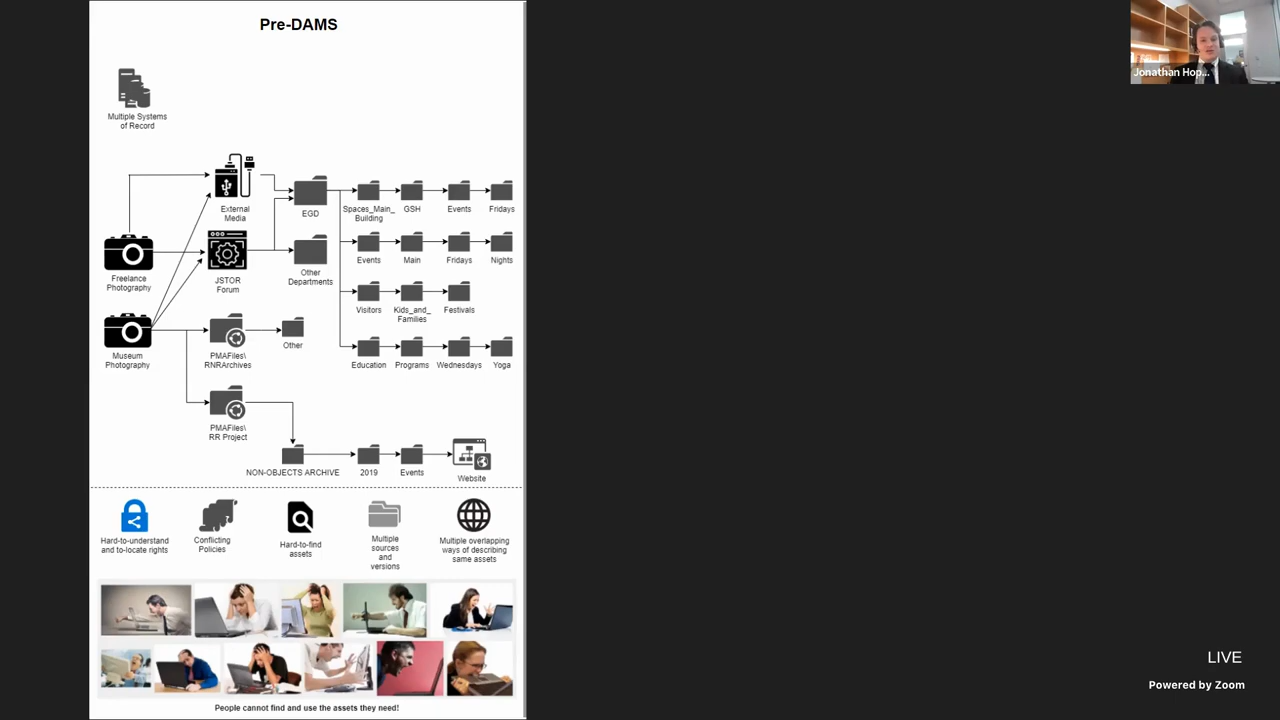 Pre-DAMS
Jonathan Hop...
Multiple Systems
of Record
External
Media
EGD
Spaces_Main_
Building
GSH
Events
Fridays
Freelance
Photography
JSTOR
Forum
Other
Departments
Events
Main
Fridays
Nights
Visitors
Kids_and_
Families
Festivals
Museum
Photography
PMAFiles\
RNRArchives
Other
Education
Programs
Wednesdays
Yoga
PMAFiles\
RR Project
NON-OBJECTS ARCHIVE
2019
Events
Website
Hard-to-understand
and to-locate rights
Conflicting
Policies
Hard-to-find
assets
Multiple
sources
and
versions
Multiple overlapping
ways of describing
same assets
People cannot find and use the assets they need!
LIVE
Powered by Zoom